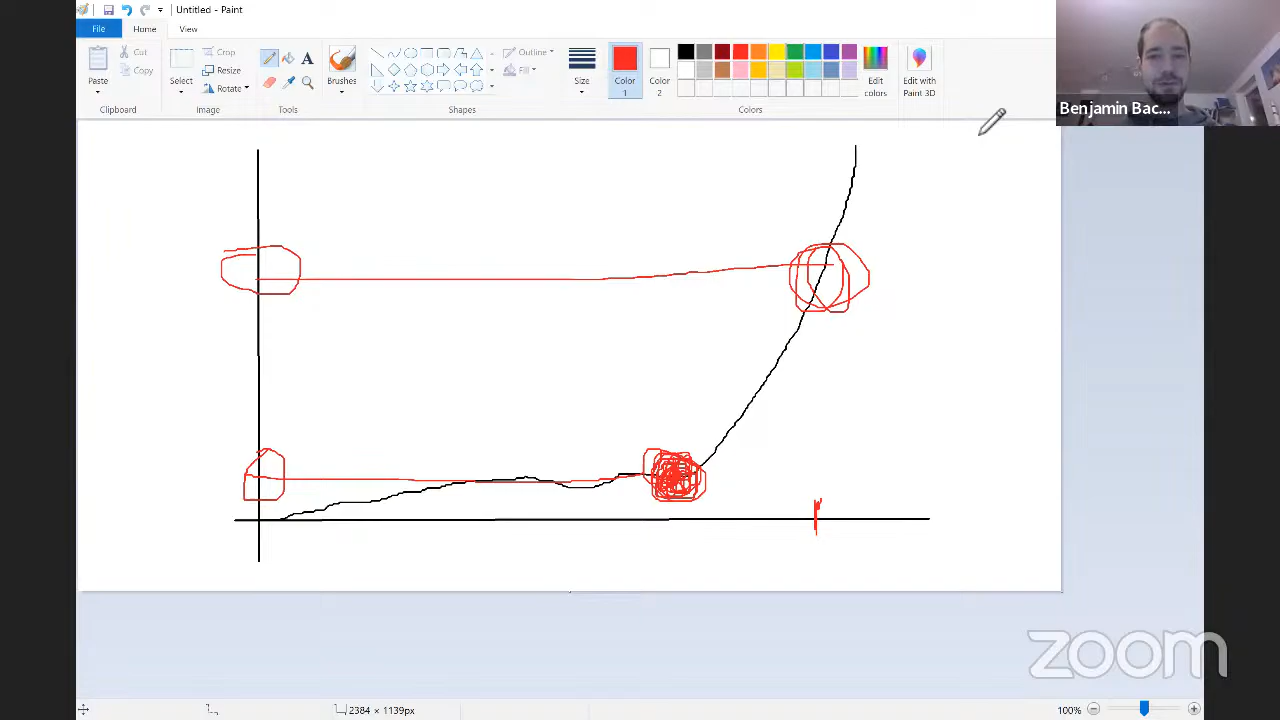 Untitled - Paint
File
Home
View
Paste
Cut
Copy
Clipboard
Select
Crop
Resize
Rotate
Image
A
Tools
Brushes
Outline
Fill
Shapes
Size
Color
1
Color
2
Edit
colors
Colors
Edit with
Paint 3D
Benjamin Bac...
zoom
2384 × 1139px
100%